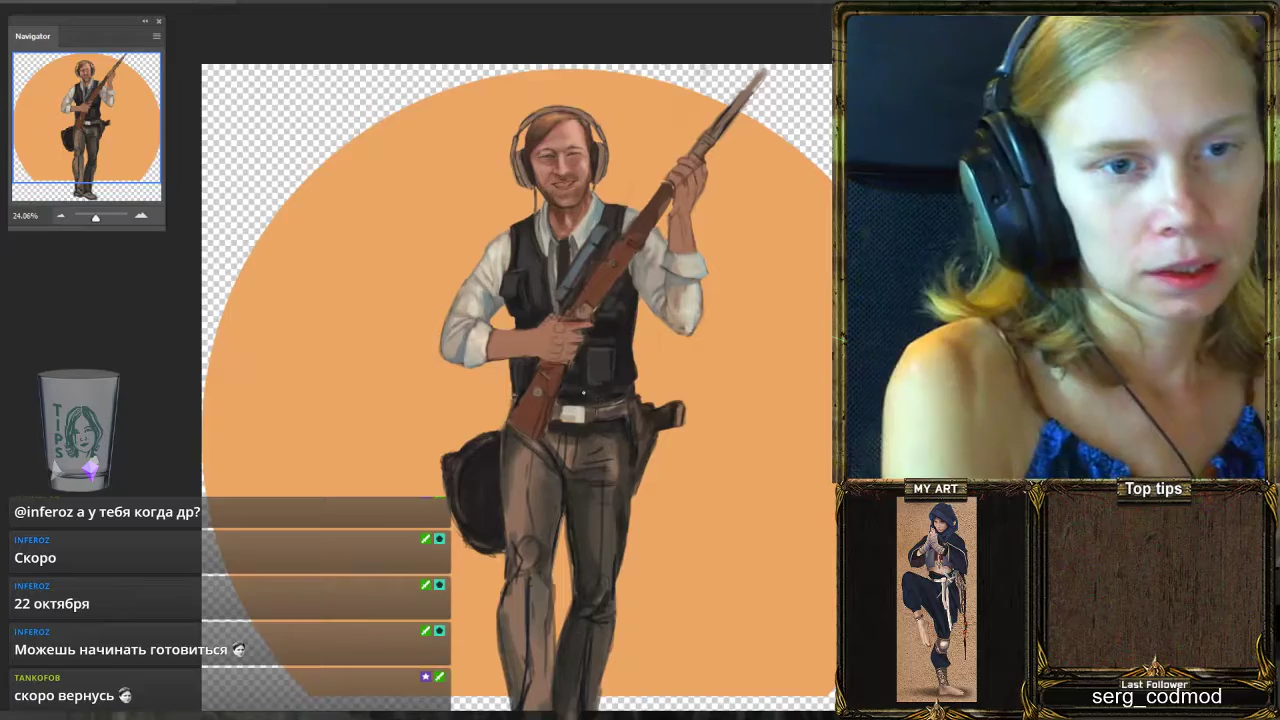 Navigator
24.06%
TIPS
@inferoz а у тебя когда др?
INFEROZ
Скоро
INFEROZ
22 октября
INFEROZ
Можешь начинать готовиться
TANKOFOB
скоро вернусь
MY ART
Top tips
Last Follower
serg_codmod